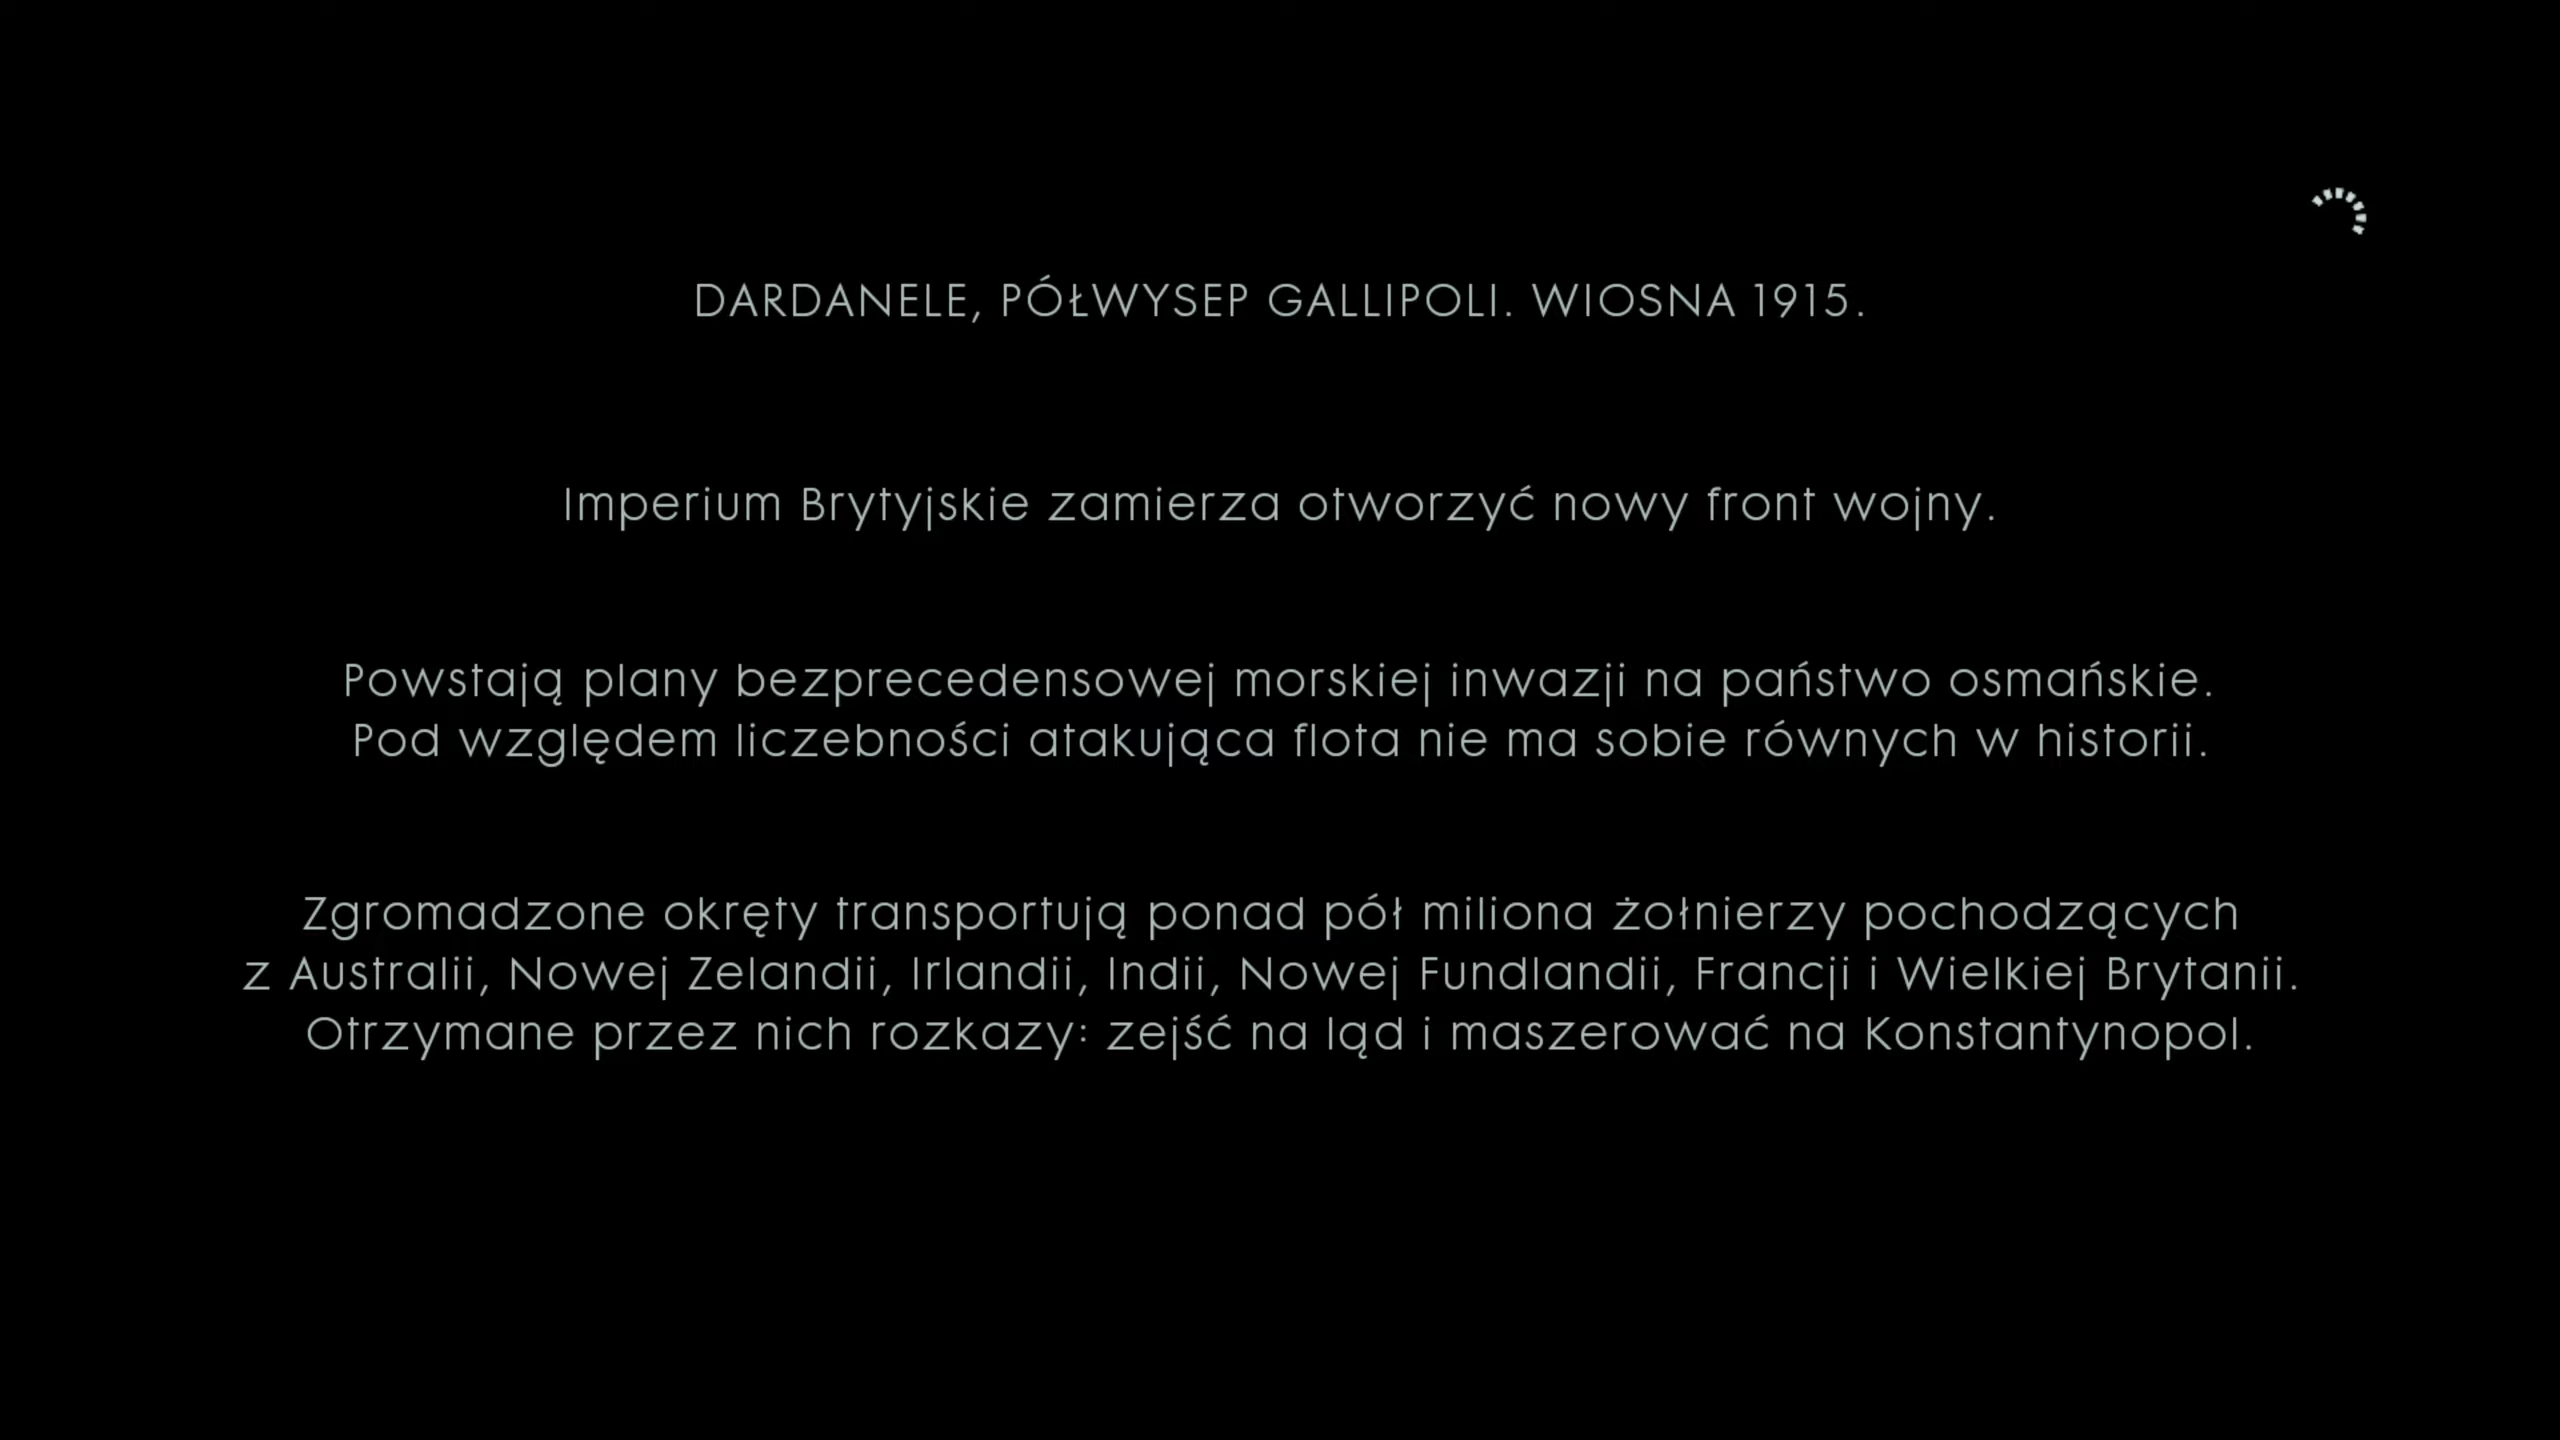 DARDANELE, PÓŁWYSEP GALLIPOLI. WIOSNA 1915.
Imperium Brytyjskie zamierza otworzyć nowy front wojny.
Powstają plany bezprecedensowej morskiej inwazji na państwo osmańskie.
Pod względem liczebności atakująca flota nie ma sobie równych w historii.
Zgromadzone okręty transportują ponad pół miliona żołnierzy pochodzących
z Australii, Nowej Zelandii, Irlandii, Indii, Nowej Fundlandii, Francji i Wielkiej Brytanii.
Otrzymane przez nich rozkazy: zejść na ląd i maszerować na Konstantynopol.